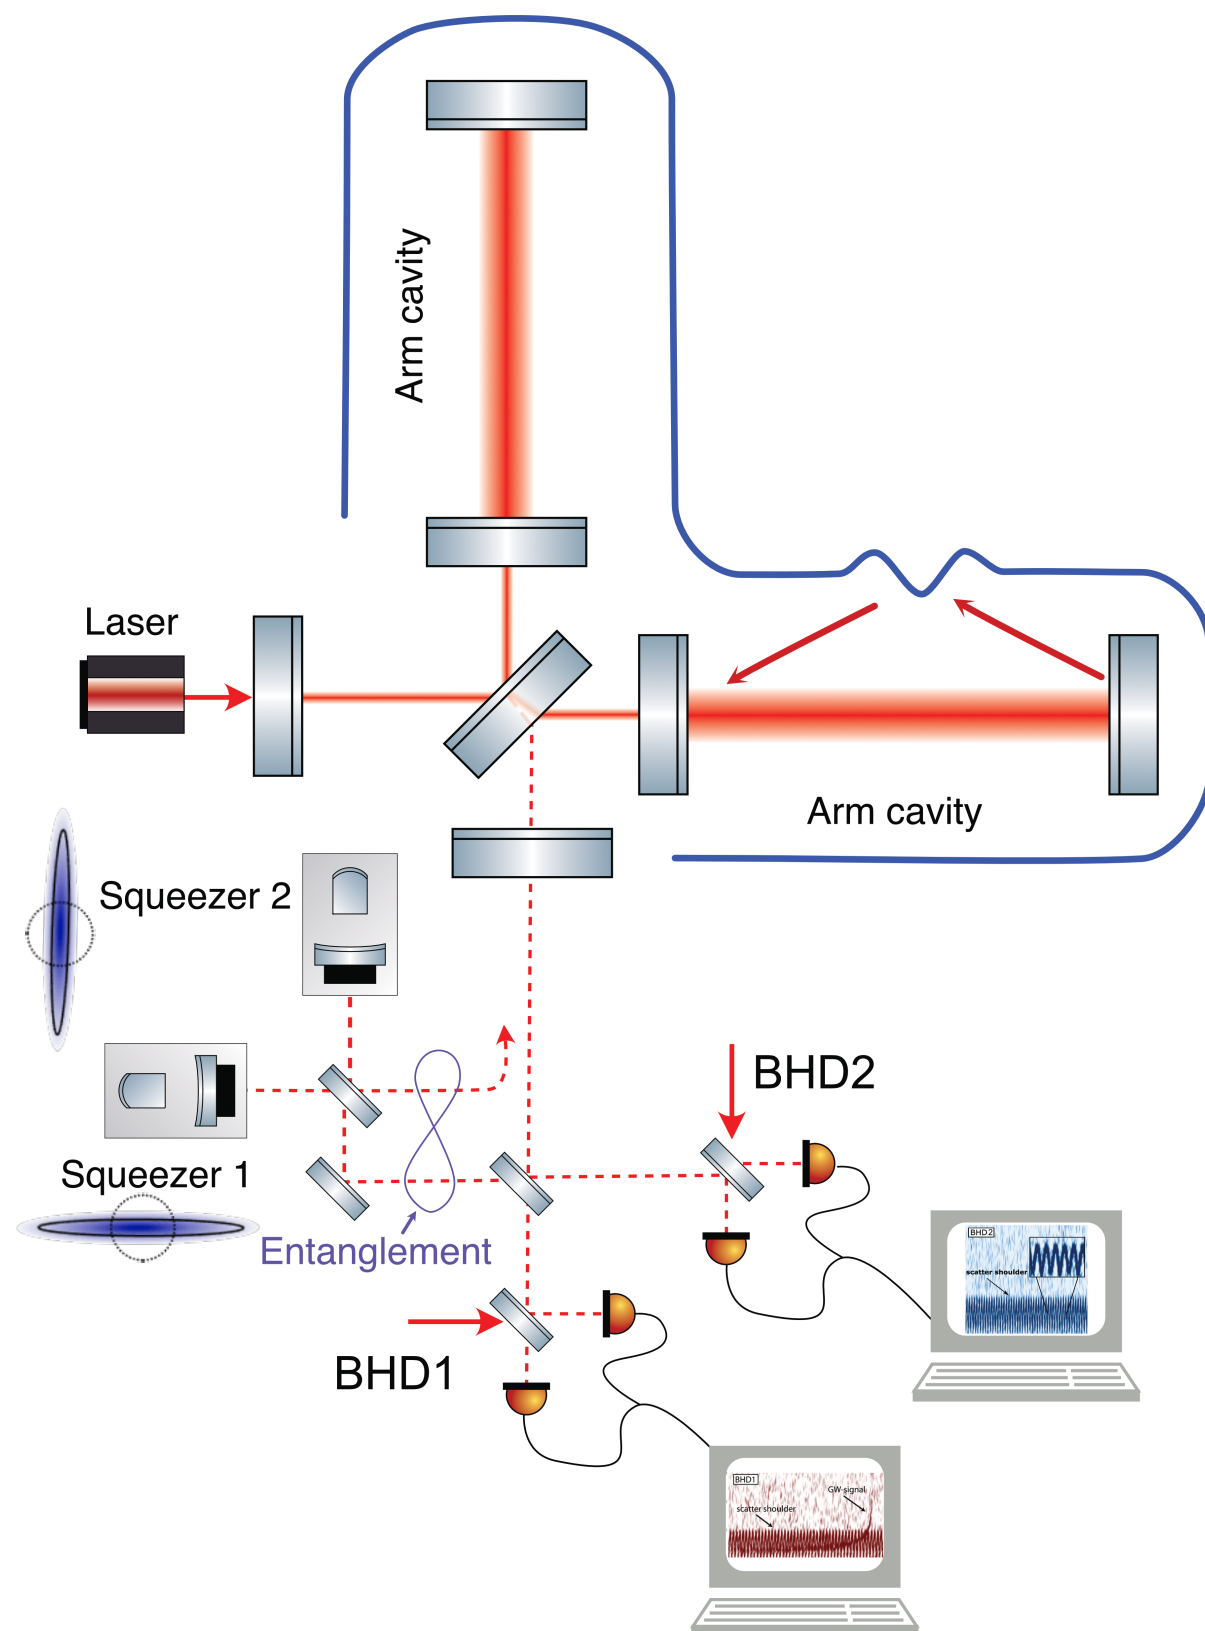 Arm cavity
Laser
Arm cavity
Squeezer 2
BHD2
Squeezer 1
Entanglement
BHD2
scatter shoulder
BHD1
BHD1
GW-signal
scatter shoulder